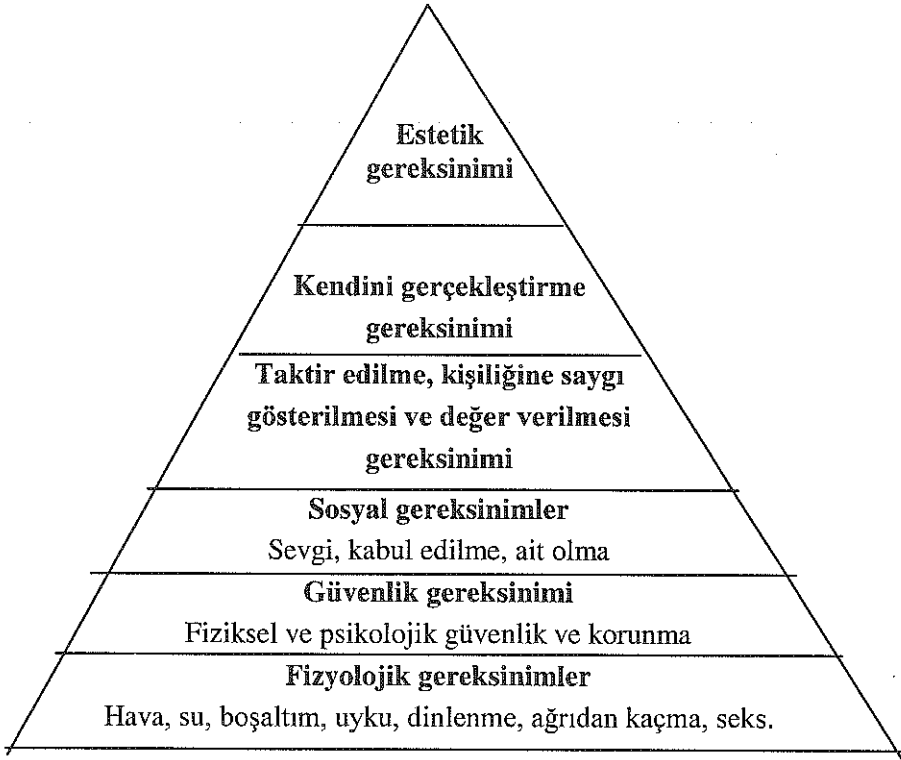 Estetik
gereksinimi
Kendini gerçekleştirme
gereksinimi
Taktir edilme, kişiliğine saygı
gösterilmesi ve değer verilmesi
gereksinimi
Sosyal gereksinimler
Sevgi, kabul edilme, ait olma
Güvenlik gereksinimi
Fiziksel ve psikolojik güvenlik ve korunma
Fizyolojik gereksinimler
Hava, su, boşaltım, uyku, dinlenme, ağrıdan kaçma, seks.